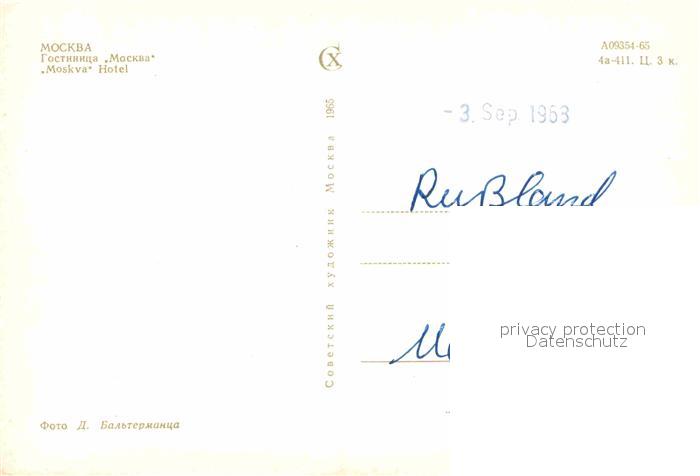 МОСКВА
Гостиница „Москва“
„Moskva“ Hotel
СХ
А09354-65
4а-411. Ц. 3 к.
Советский художник Москва 1965
-3. Sep. 1968
Rußland
privacy protection
Datenschutz
Фото Д. Бальтерманца